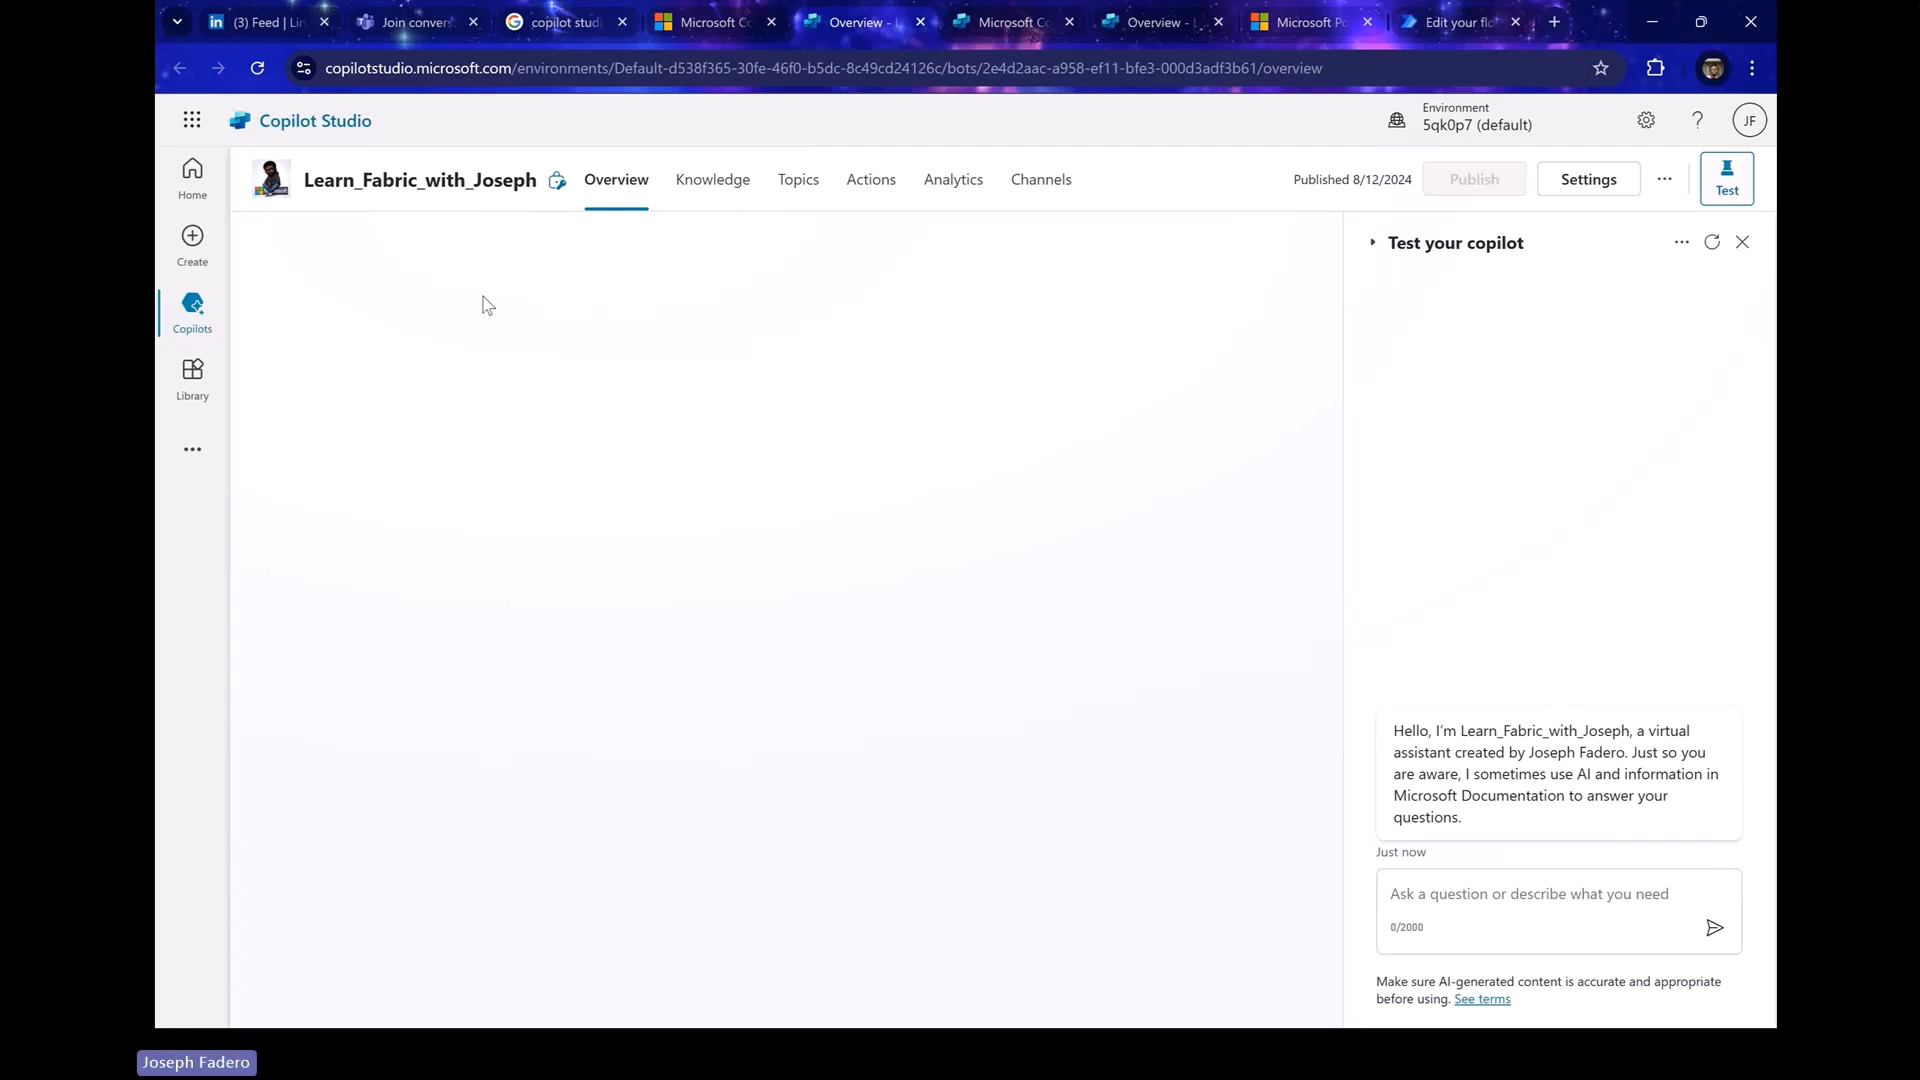 (3) Feed | Lin
Join convers
copilot studi
Microsoft Co
Overview - L
Microsoft Co
Overview - L
Microsoft Po
Edit your flo
copilotstudio.microsoft.com/environments/Default-d538f365-30fe-46f0-b5dc-8c49cd24126c/bots/2e4d2aac-a958-ef11-bfe3-000d3adf3b61/overview
Copilot Studio
Environment
5qk0p7 (default)
JF
Learn_Fabric_with_Joseph
Overview
Knowledge
Topics
Actions
Analytics
Channels
Published 8/12/2024
Publish
Settings
Test
Home
Create
Copilots
Library
Test your copilot
Hello, I'm Learn_Fabric_with_Joseph, a virtual
assistant created by Joseph Fadero. Just so you
are aware, I sometimes use AI and information in
Microsoft Documentation to answer your
questions.
Just now
Ask a question or describe what you need
0/2000
Make sure AI-generated content is accurate and appropriate
before using. See terms
Joseph Fadero